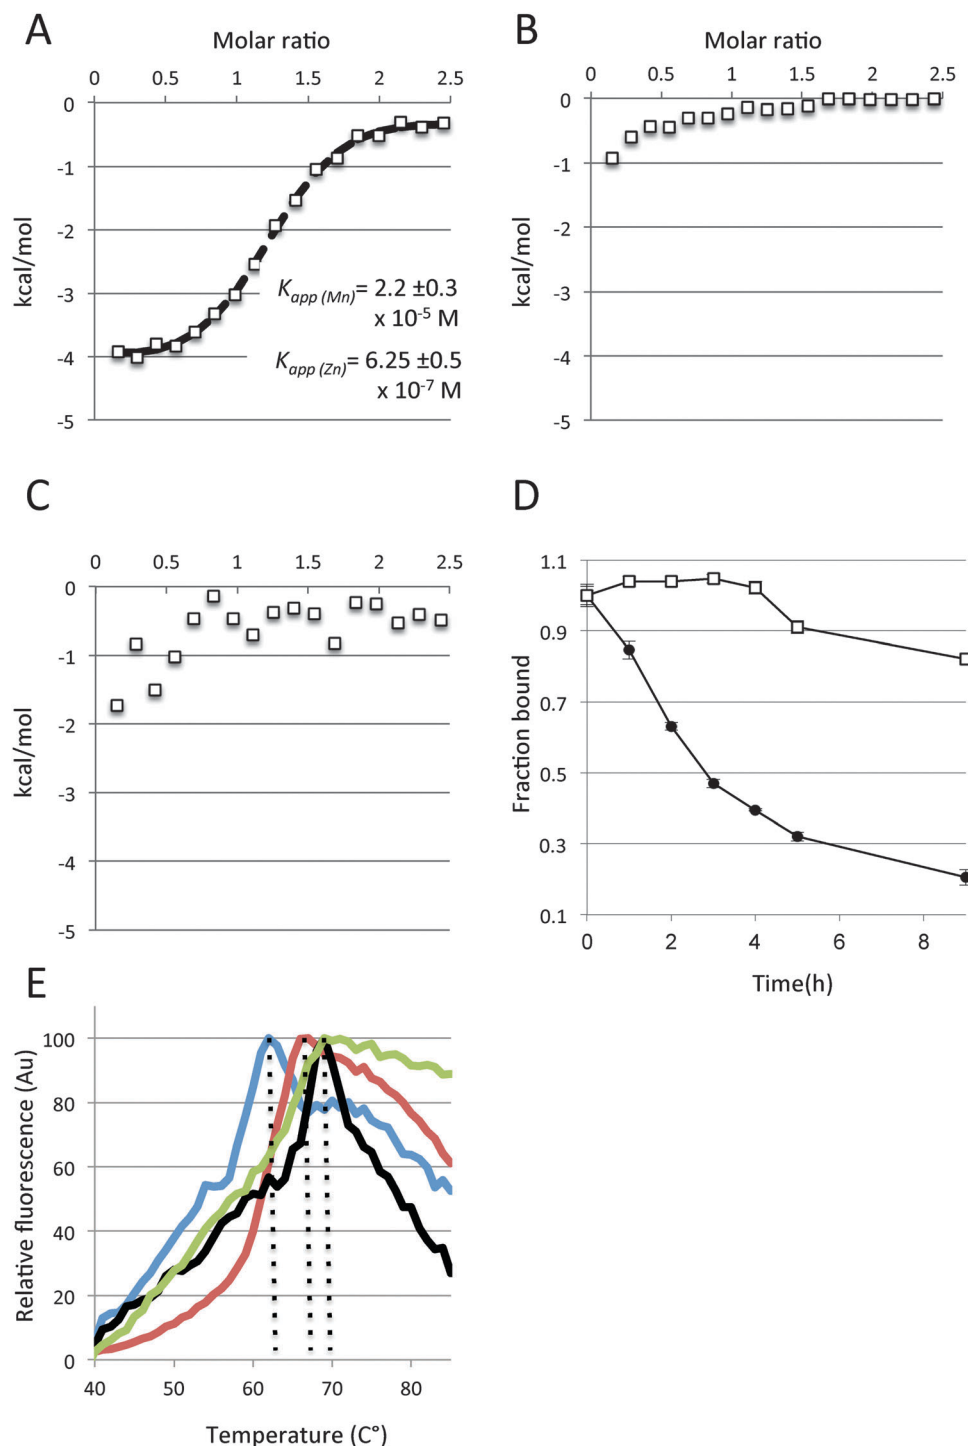 A
Molar ratio
0 0.5 1 1.5 2 2.5
0
-1
-2
-3
-4
-5
kcal/mol
K app (Mn) = 2.2 ±0.3
x 10-5 M
K app (Zn) = 6.25 ±0.5
x 10-7 M
B
Molar ratio
0 0.5 1 1.5 2 2.5
0
-1
-2
-3
-4
-5
kcal/mol
C
0 0.5 1 1.5 2 2.5
0
-1
-2
-3
-4
-5
kcal/mol
D
1.1
0.9
0.7
0.5
0.3
0.1
Fraction bound
0 2 4 6 8
Time(h)
E
100
80
60
40
20
0
Relative fluorescence (Au)
40 50 60 70 80
Temperature (C°)